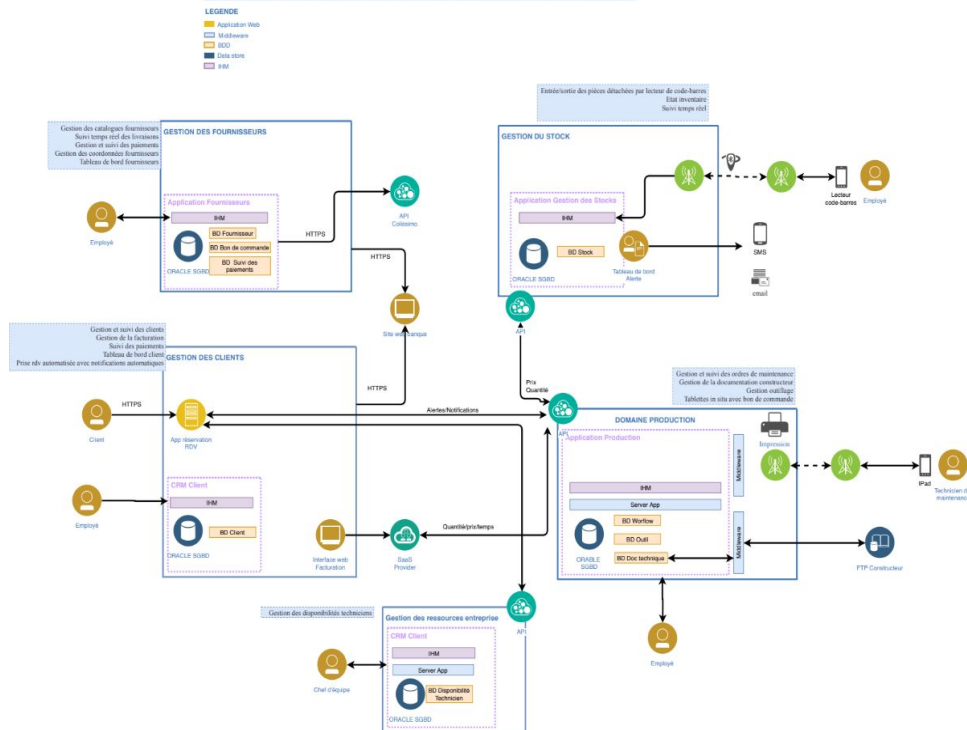 LEGENDE
Application Web
Middleware
BDD
Data store
IHM
Gestion des catalogues fournisseurs
Suivi temps réel des livraisons
Gestion et suivi des paiements
Gestion des coordonnées fournisseurs
Tableau de bord fournisseurs
GESTION DES FOURNISSEURS
Application Fournisseurs
IHM
BD Fournisseur
BD Bon de commande
BD Suivi des
paiements
ORACLE SGBD
Employé
HTTPS
API
Colissimo
HTTPS
Site web banque
HTTPS
Entrée/sortie des pièces détachées par lecteur de code-barres
Etat inventaire
Suivi temps réel
GESTION DU STOCK
Application Gestion des Stocks
IHM
BD Stock
ORACLE SGBD
Tableau de bord
Alerte
Lecteur
code-barres
Employé
SMS
email
API
Prix
Quantité
Gestion et suivi des clients
Gestion de la facturation
Suivi des paiements
Tableau de bord client
Prise rdv automatisée avec notifications automatiques
GESTION DES CLIENTS
HTTPS
Client
App réservation
RDV
Alertes/Notifications
CRM Client
IHM
BD Client
ORACLE SGBD
Employé
Interface web
Facturation
SaaS
Provider
Quantité/prix/temps
Gestion et suivi des ordres de maintenance
Gestion de la documentation constructeur
Gestion outillage
Tablettes in situ avec bon de commande
API
DOMAINE PRODUCTION
Application Production
Imprimante
Middleware
IHM
Server App
BD Worflow
BD Outil
BD Doc technique
ORABLE
SGBD
Middleware
IPad
Technicien de
maintenance
FTP Constructeur
Employé
Gestion des disponibilités techniciens
Gestion des ressources entreprise
API
CRM Client
IHM
Server App
BD Disponibilité
Technicien
ORACLE SGBD
Chef d'équipe